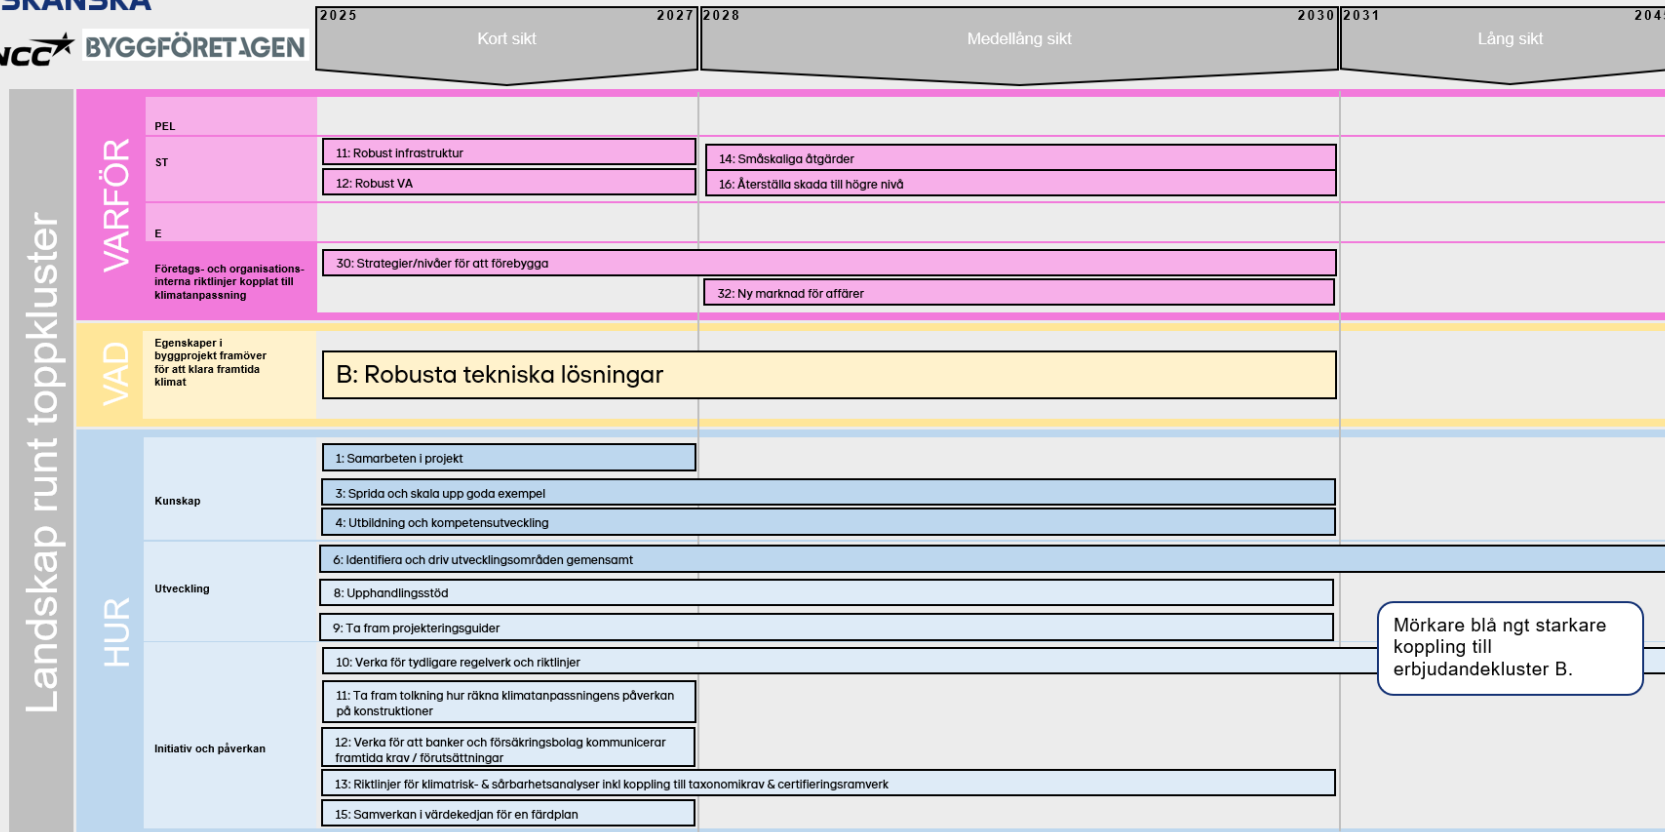 SKANSKA
NCC
BYGGFÖRETAGEN
2025 2027 2028 2030 2031
Kort sikt Medellång sikt Lång sikt
Landskap runt toppkluster
VARFÖR
PEL
ST
11: Robust infrastruktur
12: Robust VA
14: Småskaliga åtgärder
16: Återställa skada till högre nivå
E
Företags- och organisations-
interna riktlinjer kopplat till
klimatanpassning
30: Strategier/nivåer för att förebygga
32: Ny marknad för affärer
VAD
Egenskaper i
byggprojekt framöver
för att klara framtida
klimat
B: Robusta tekniska lösningar
HUR
Kunskap
1: Samarbeten i projekt
3: Sprida och skala upp goda exempel
4: Utbildning och kompetensutveckling
Utveckling
6: Identifiera och driv utvecklingsområden gemensamt
8: Upphandlingsstöd
9: Ta fram projekteringsguider
Initiativ och påverkan
10: Verka för tydligare regelverk och riktlinjer
11: Ta fram tolkning hur räkna klimatanpassningens påverkan
på konstruktioner
12: Verka för att banker och försäkringsbolag kommunicerar
framtida krav / förutsättningar
13: Riktlinjer för klimatrisk- & sårbarhetsanalyser inkl koppling till taxonomikrav & certifieringsramverk
15: Samverkan i värdekedjan för en färdplan
Mörkare blå ngt starkare
koppling till
erbjudandekluster B.